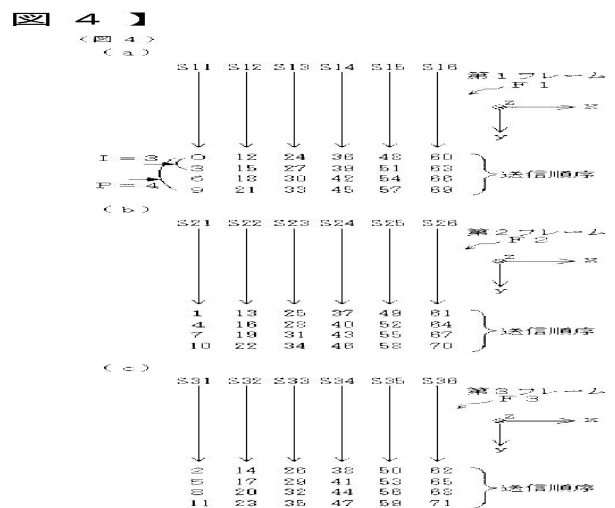 図 4 】
(図 4)
(a)
S11 S12 S13 S14 S15 S16
第1フレーム
F1
z x
y
I = 3
P = 4
0 12 24 36 48 60
3 15 27 39 51 63
6 18 30 42 54 66
9 21 33 45 57 69
送信順序
(b)
S21 S22 S23 S24 S25 S26
第2フレーム
F2
z x
y
1 13 25 37 49 61
4 16 28 40 52 64
7 19 31 43 55 67
10 22 34 46 58 70
送信順序
(c)
S31 S32 S33 S34 S35 S36
第3フレーム
F3
z x
y
2 14 26 38 50 62
5 17 29 41 53 65
8 20 32 44 56 68
11 23 35 47 59 71
送信順序